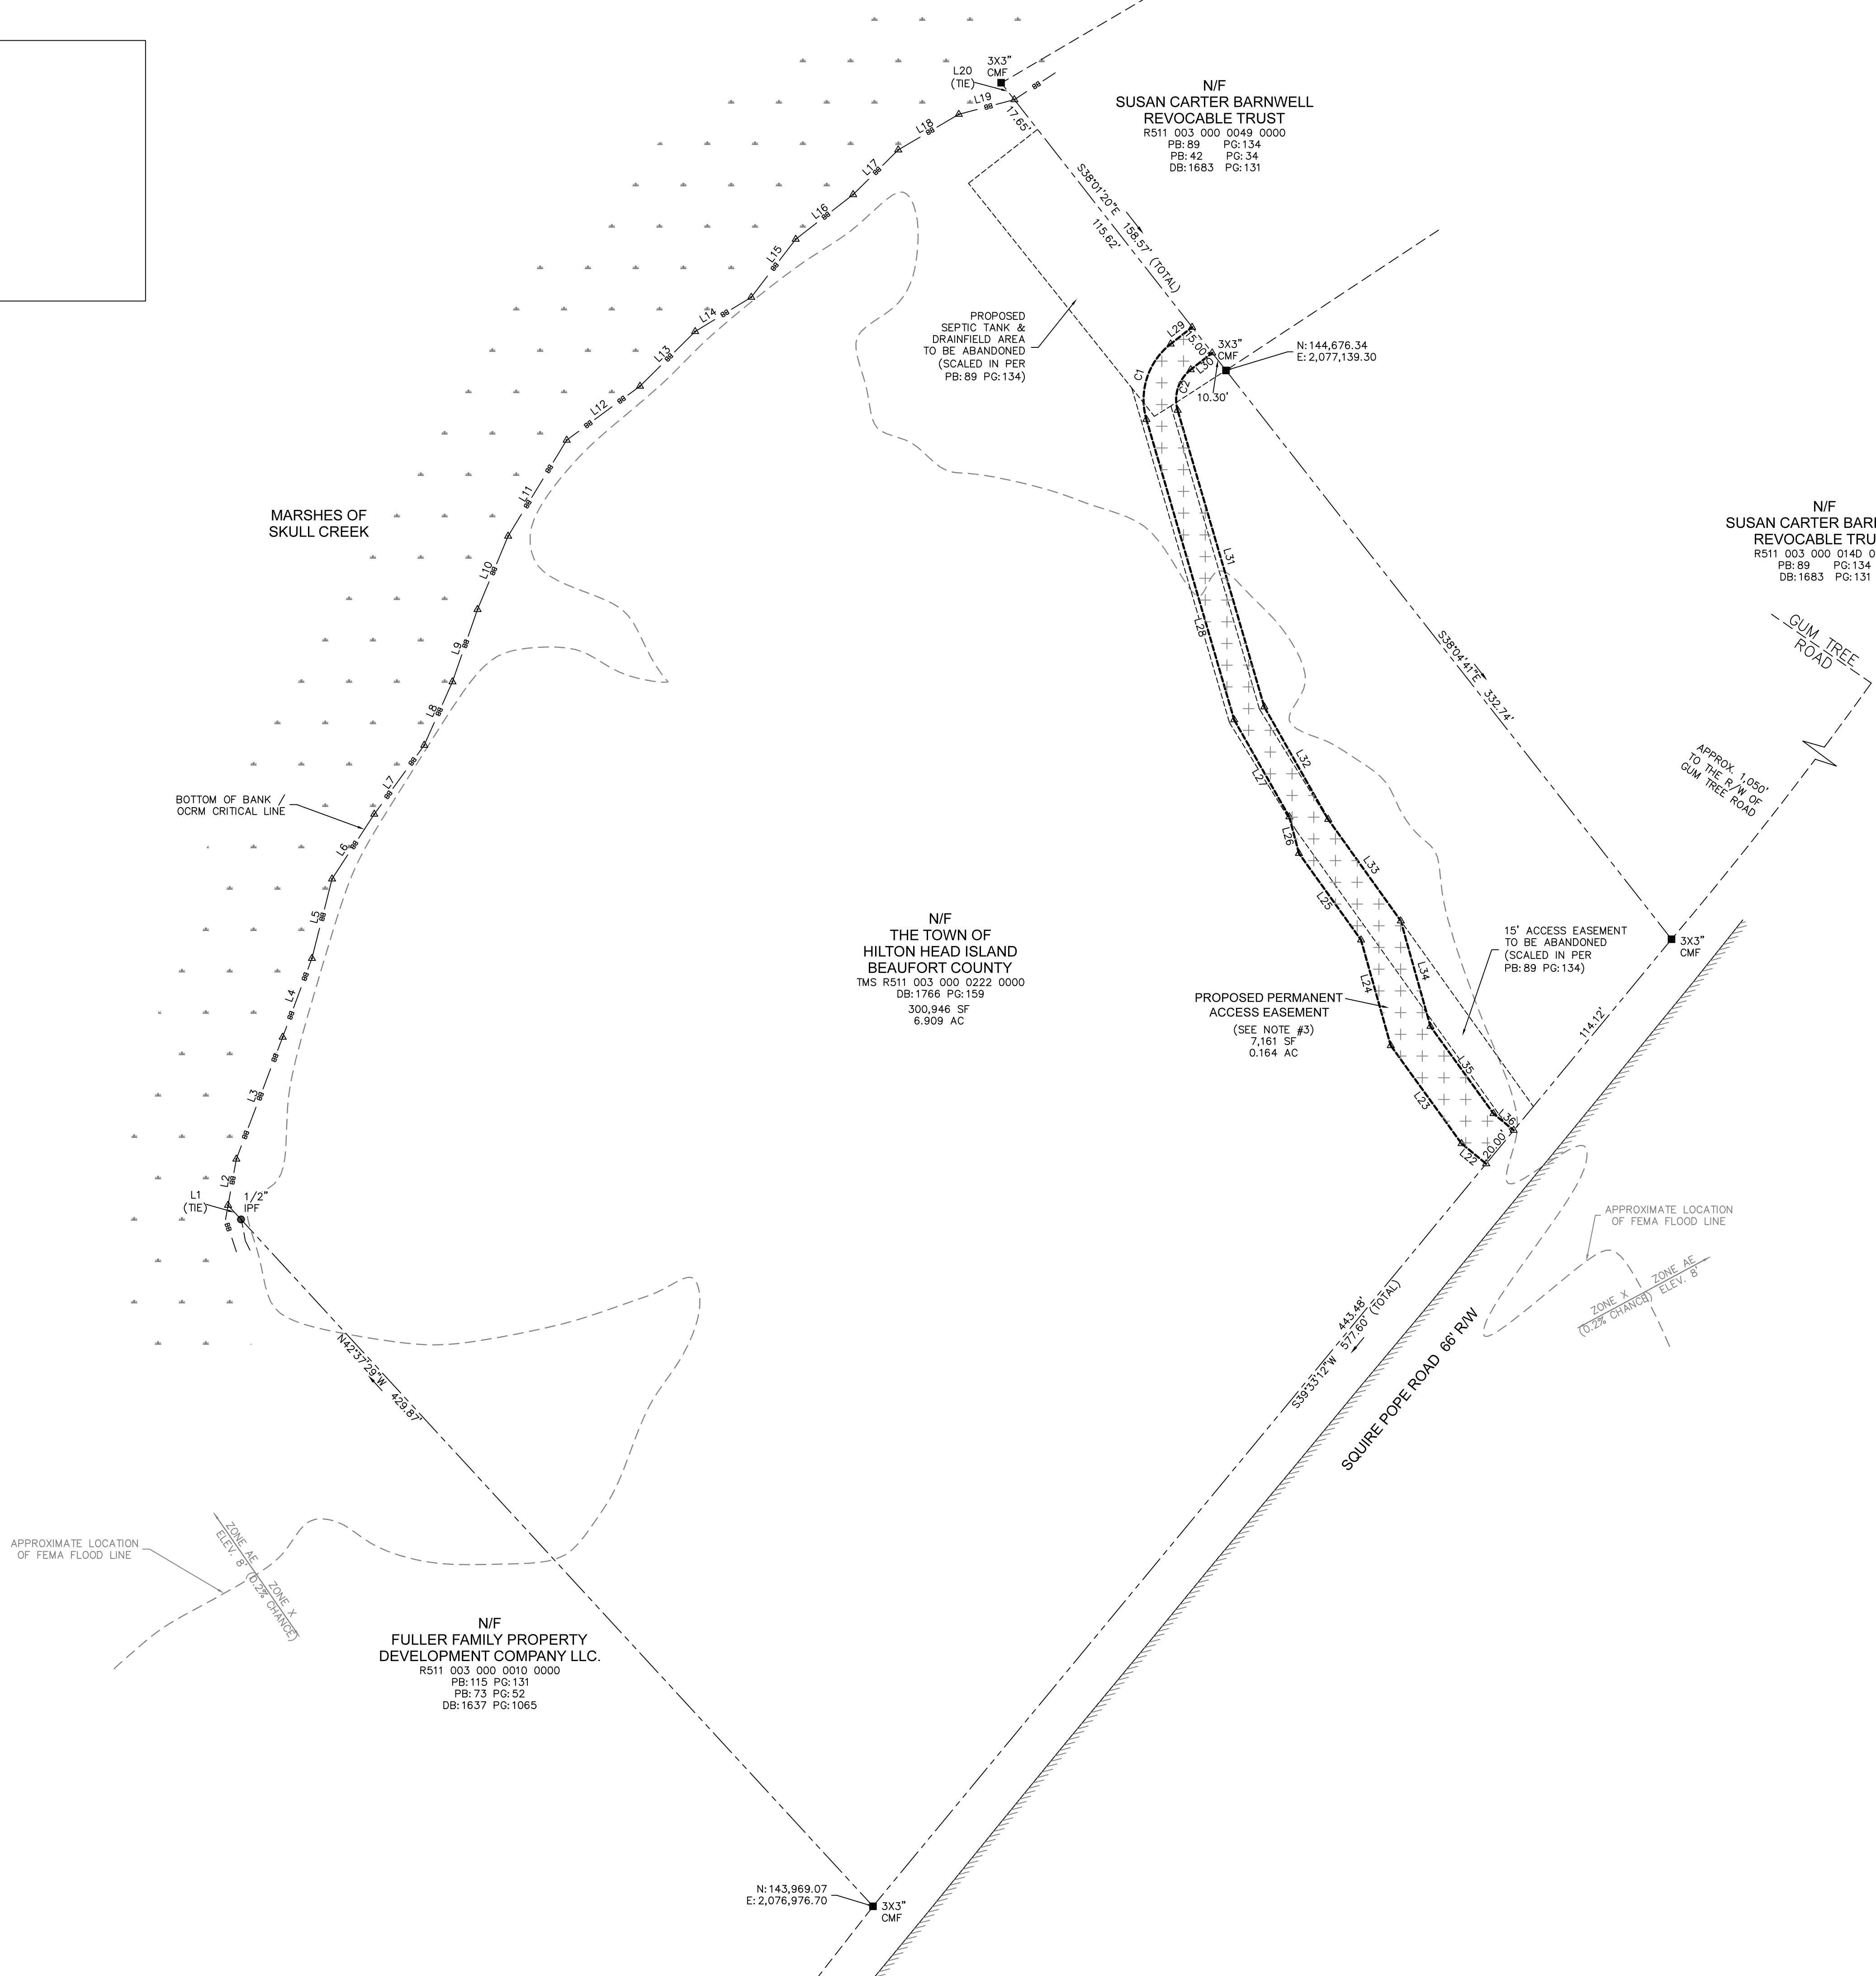 L20
(TIE)
3X3"
CMF
L19
17.65'
L18
L17
L16
L15
L14
L13
L12
L11
L10
L9
L8
L7
L6
L5
L4
L3
L2
L1
(TIE)
1/2"
IPF
BB
N/F
SUSAN CARTER BARNWELL
REVOCABLE TRUST
R511 003 000 0049 0000
PB: 89 PG: 134
PB: 42 PG: 34
DB: 1683 PG: 131
S38°01'20"E 158.57' (TOTAL)
115.62'
PROPOSED
SEPTIC TANK &
DRAINFIELD AREA
TO BE ABANDONED
(SCALED IN PER
PB: 89 PG: 134)
L29
15.00'
L30
C1
C2
3X3"
CMF
10.30'
N: 144,676.34
E: 2,077,139.30
MARSHES OF
SKULL CREEK
N/F
SUSAN CARTER BAR
REVOCABLE TRU
R511 003 000 014D 0
PB: 89 PG: 134
DB: 1683 PG: 131
GUM TREE
ROAD
L31
L28
S38°04'41"E 332.74'
APPROX. 1,050'
TO THE R/W OF
GUM TREE ROAD
L32
L27
L26
L33
L25
BOTTOM OF BANK /
OCRM CRITICAL LINE
N/F
THE TOWN OF
HILTON HEAD ISLAND
BEAUFORT COUNTY
TMS R511 003 000 0222 0000
DB: 1766 PG: 159
300,946 SF
6.909 AC
15' ACCESS EASEMENT
TO BE ABANDONED
(SCALED IN PER
PB: 89 PG: 134)
3X3"
CMF
PROPOSED PERMANENT
ACCESS EASEMENT
(SEE NOTE #3)
7,161 SF
0.164 AC
L34
L24
114.12'
L35
L23
L36
L22
20.00'
APPROXIMATE LOCATION
OF FEMA FLOOD LINE
ZONE X ZONE AE
(0.2% CHANCE) ELEV. 8'
443.48'
S39°33'12"W 577.60' (TOTAL)
SQUIRE POPE ROAD 66' R/W
N42°37'29"W 429.87'
APPROXIMATE LOCATION
OF FEMA FLOOD LINE
ZONE AE ZONE X
ELEV. 8' (0.2% CHANCE)
N/F
FULLER FAMILY PROPERTY
DEVELOPMENT COMPANY LLC.
R511 003 000 0010 0000
PB: 115 PG: 131
PB: 73 PG: 52
DB: 1637 PG: 1065
N: 143,969.07
E: 2,076,976.70
3X3"
CMF